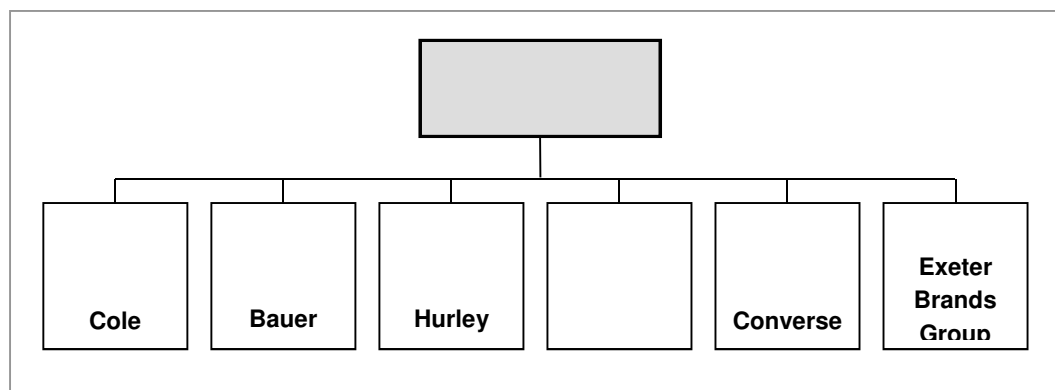 Cole
Bauer
Hurley
Converse
Exeter
Brands
Group